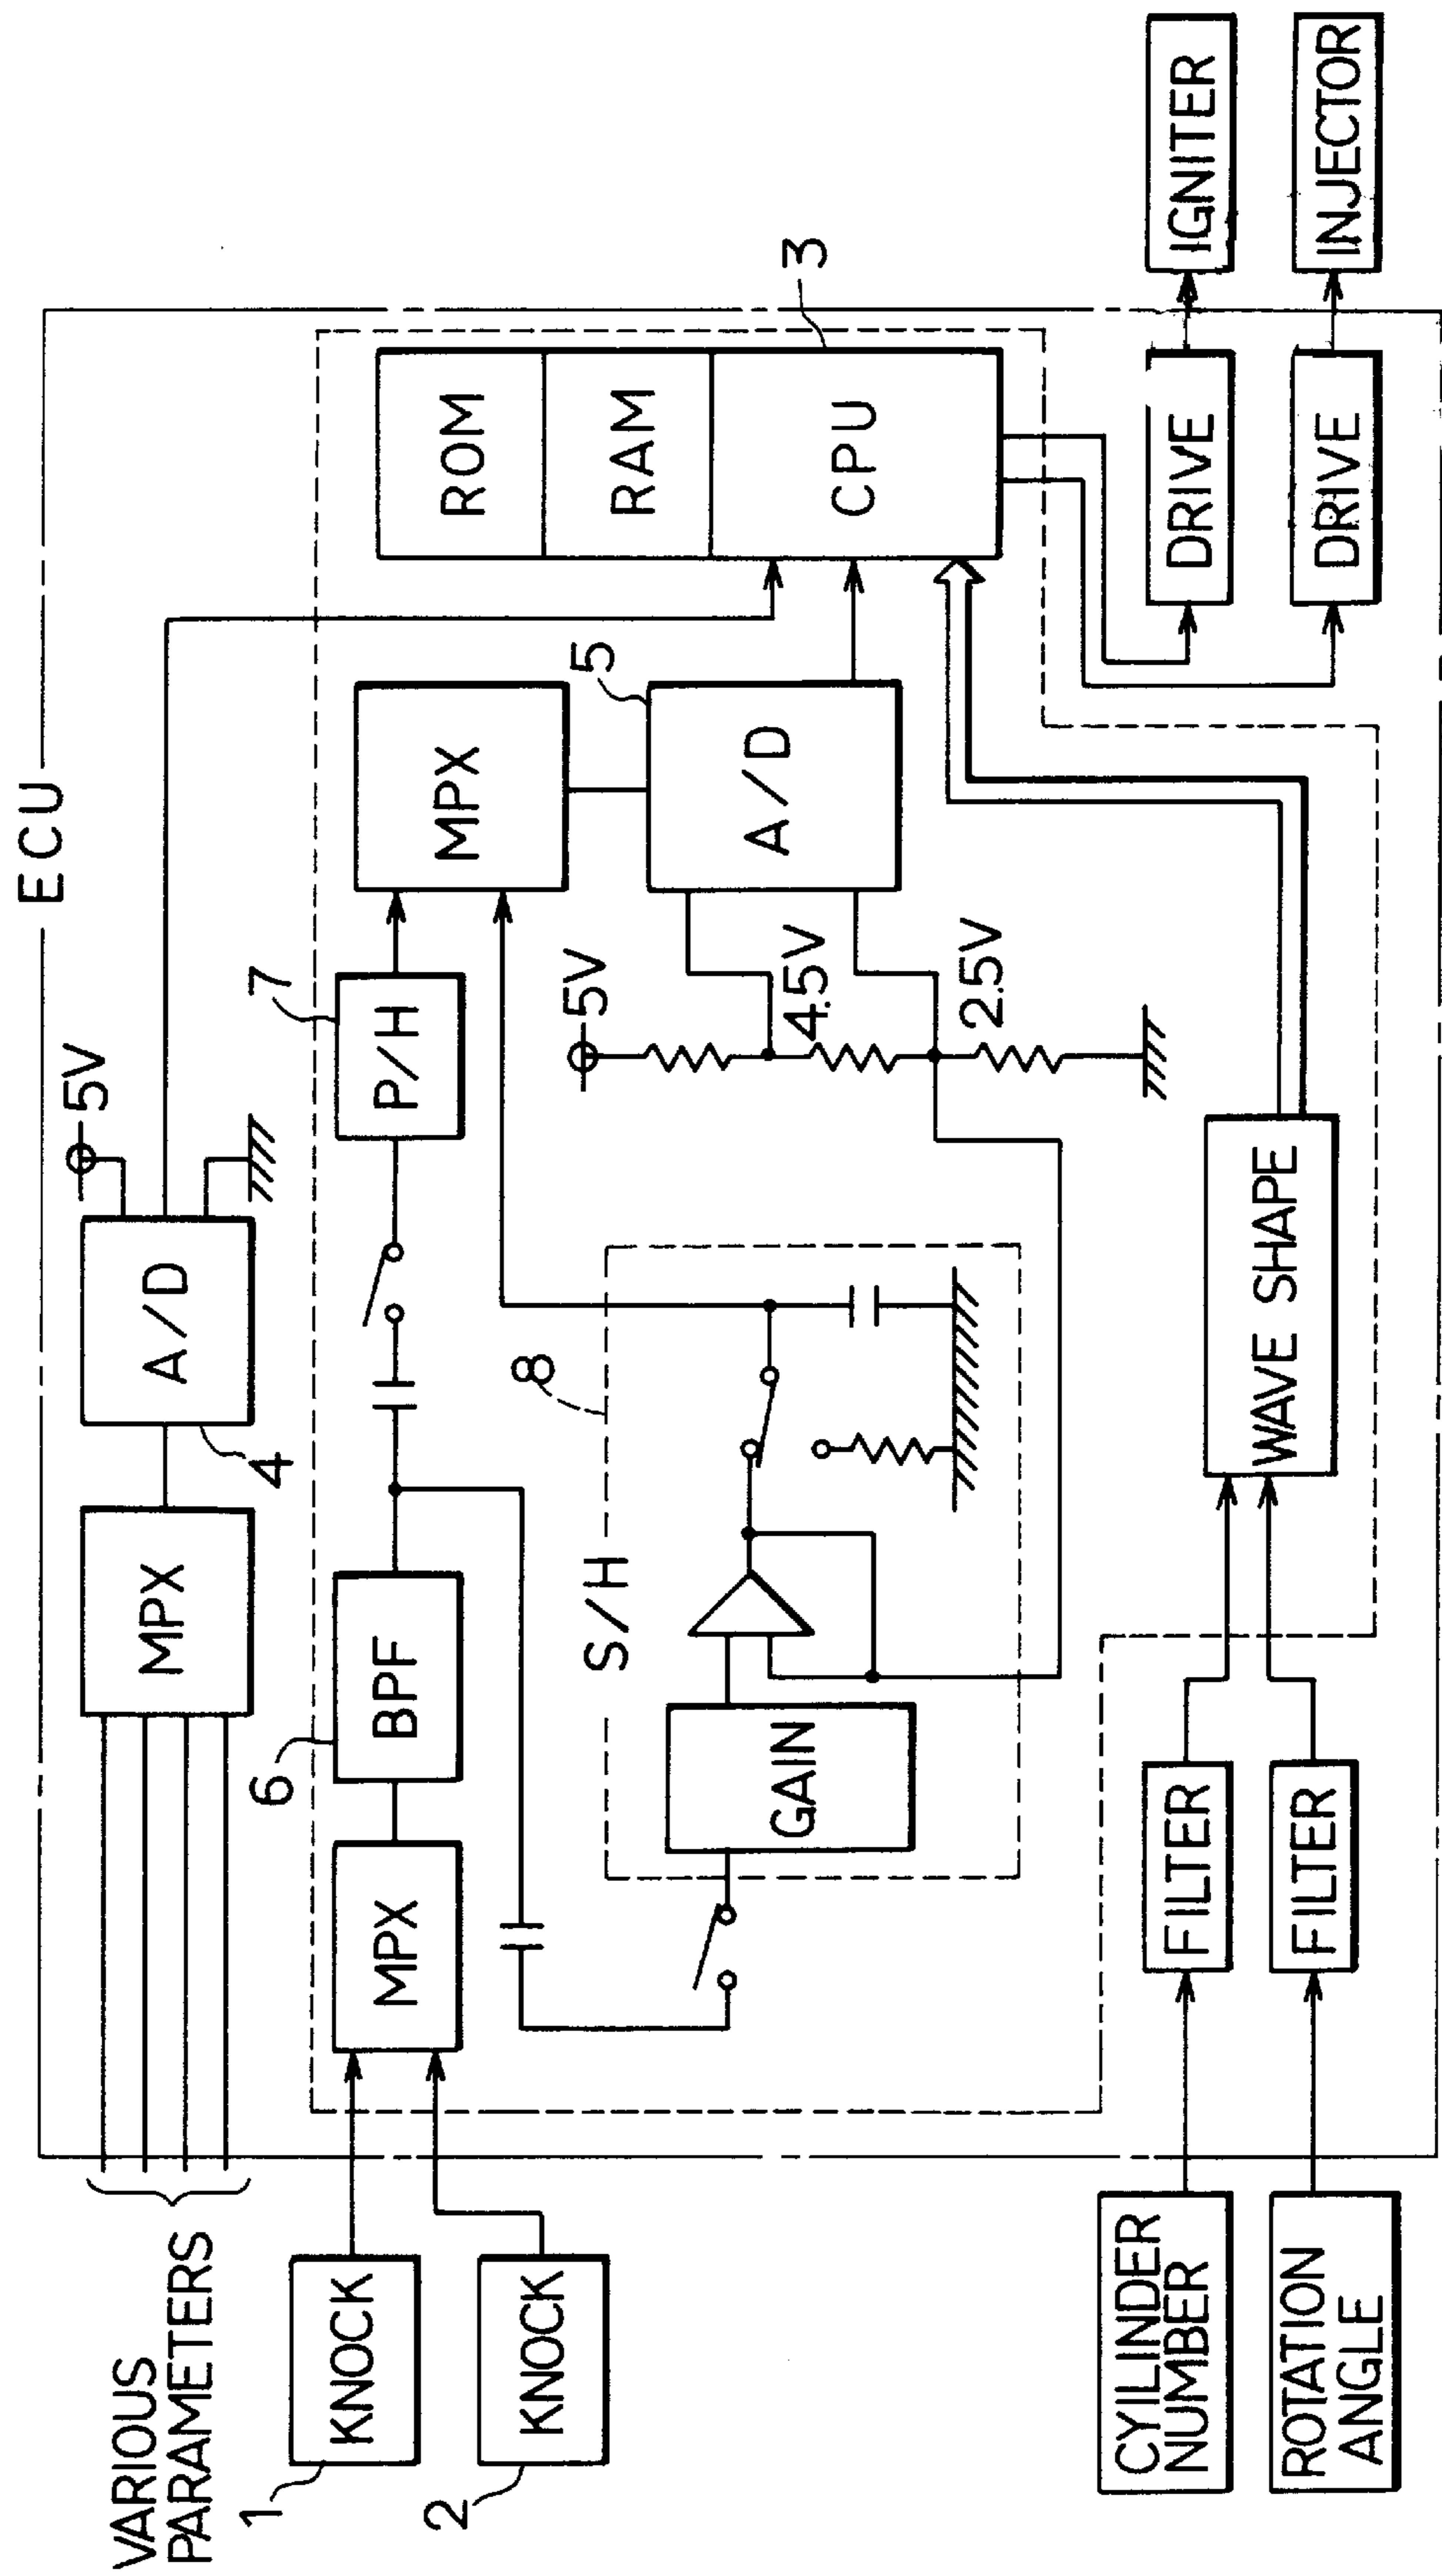 ECU
VARIOUS
PARAMETERS
MPX
4
A/D
5V
1
KNOCK
2
KNOCK
MPX
6
BPF
7
P/H
MPX
ROM
RAM
CPU
3
5
A/D
5V
4.5V
2.5V
S/H
8
GAIN
CYILINDER
NUMBER
ROTATION
ANGLE
FILTER
FILTER
WAVE SHAPE
DRIVE
DRIVE
IGNITER
INJECTOR